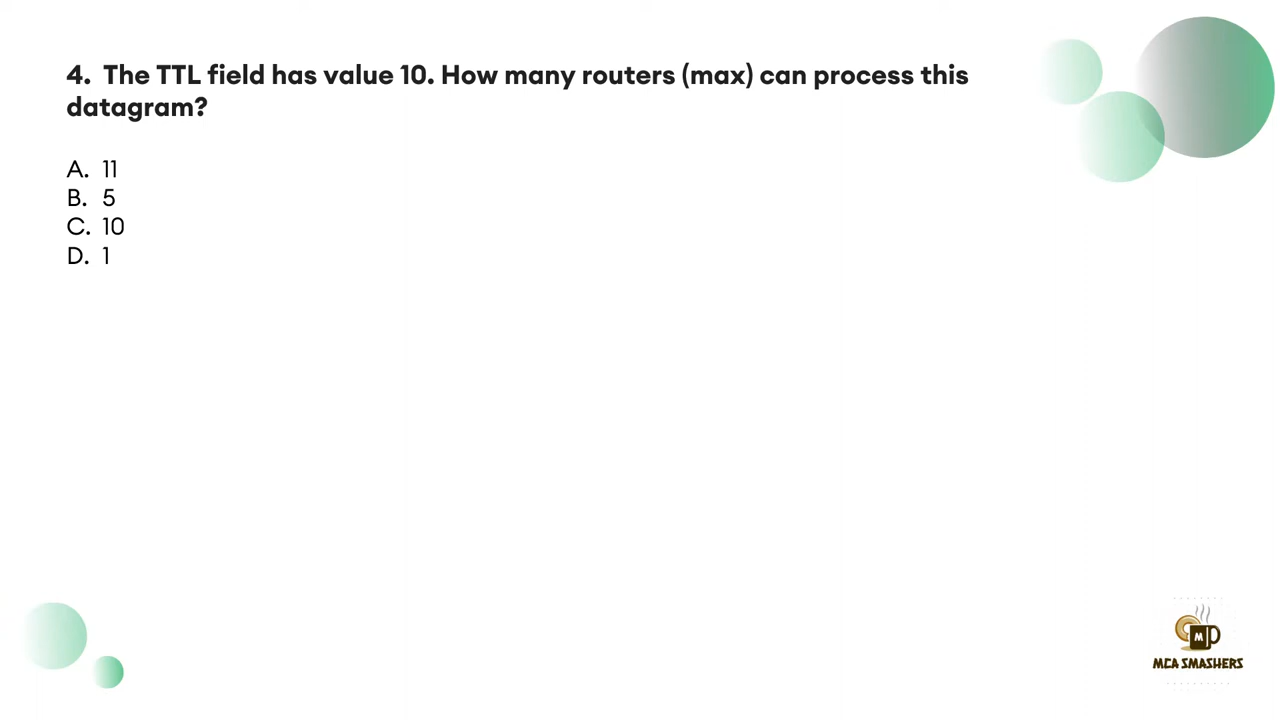 4. The TTL field has value 10. How many routers (max) can process this
datagram?
A. 11
B. 5
C. 10
D. 1
M
MCA SMASHERS